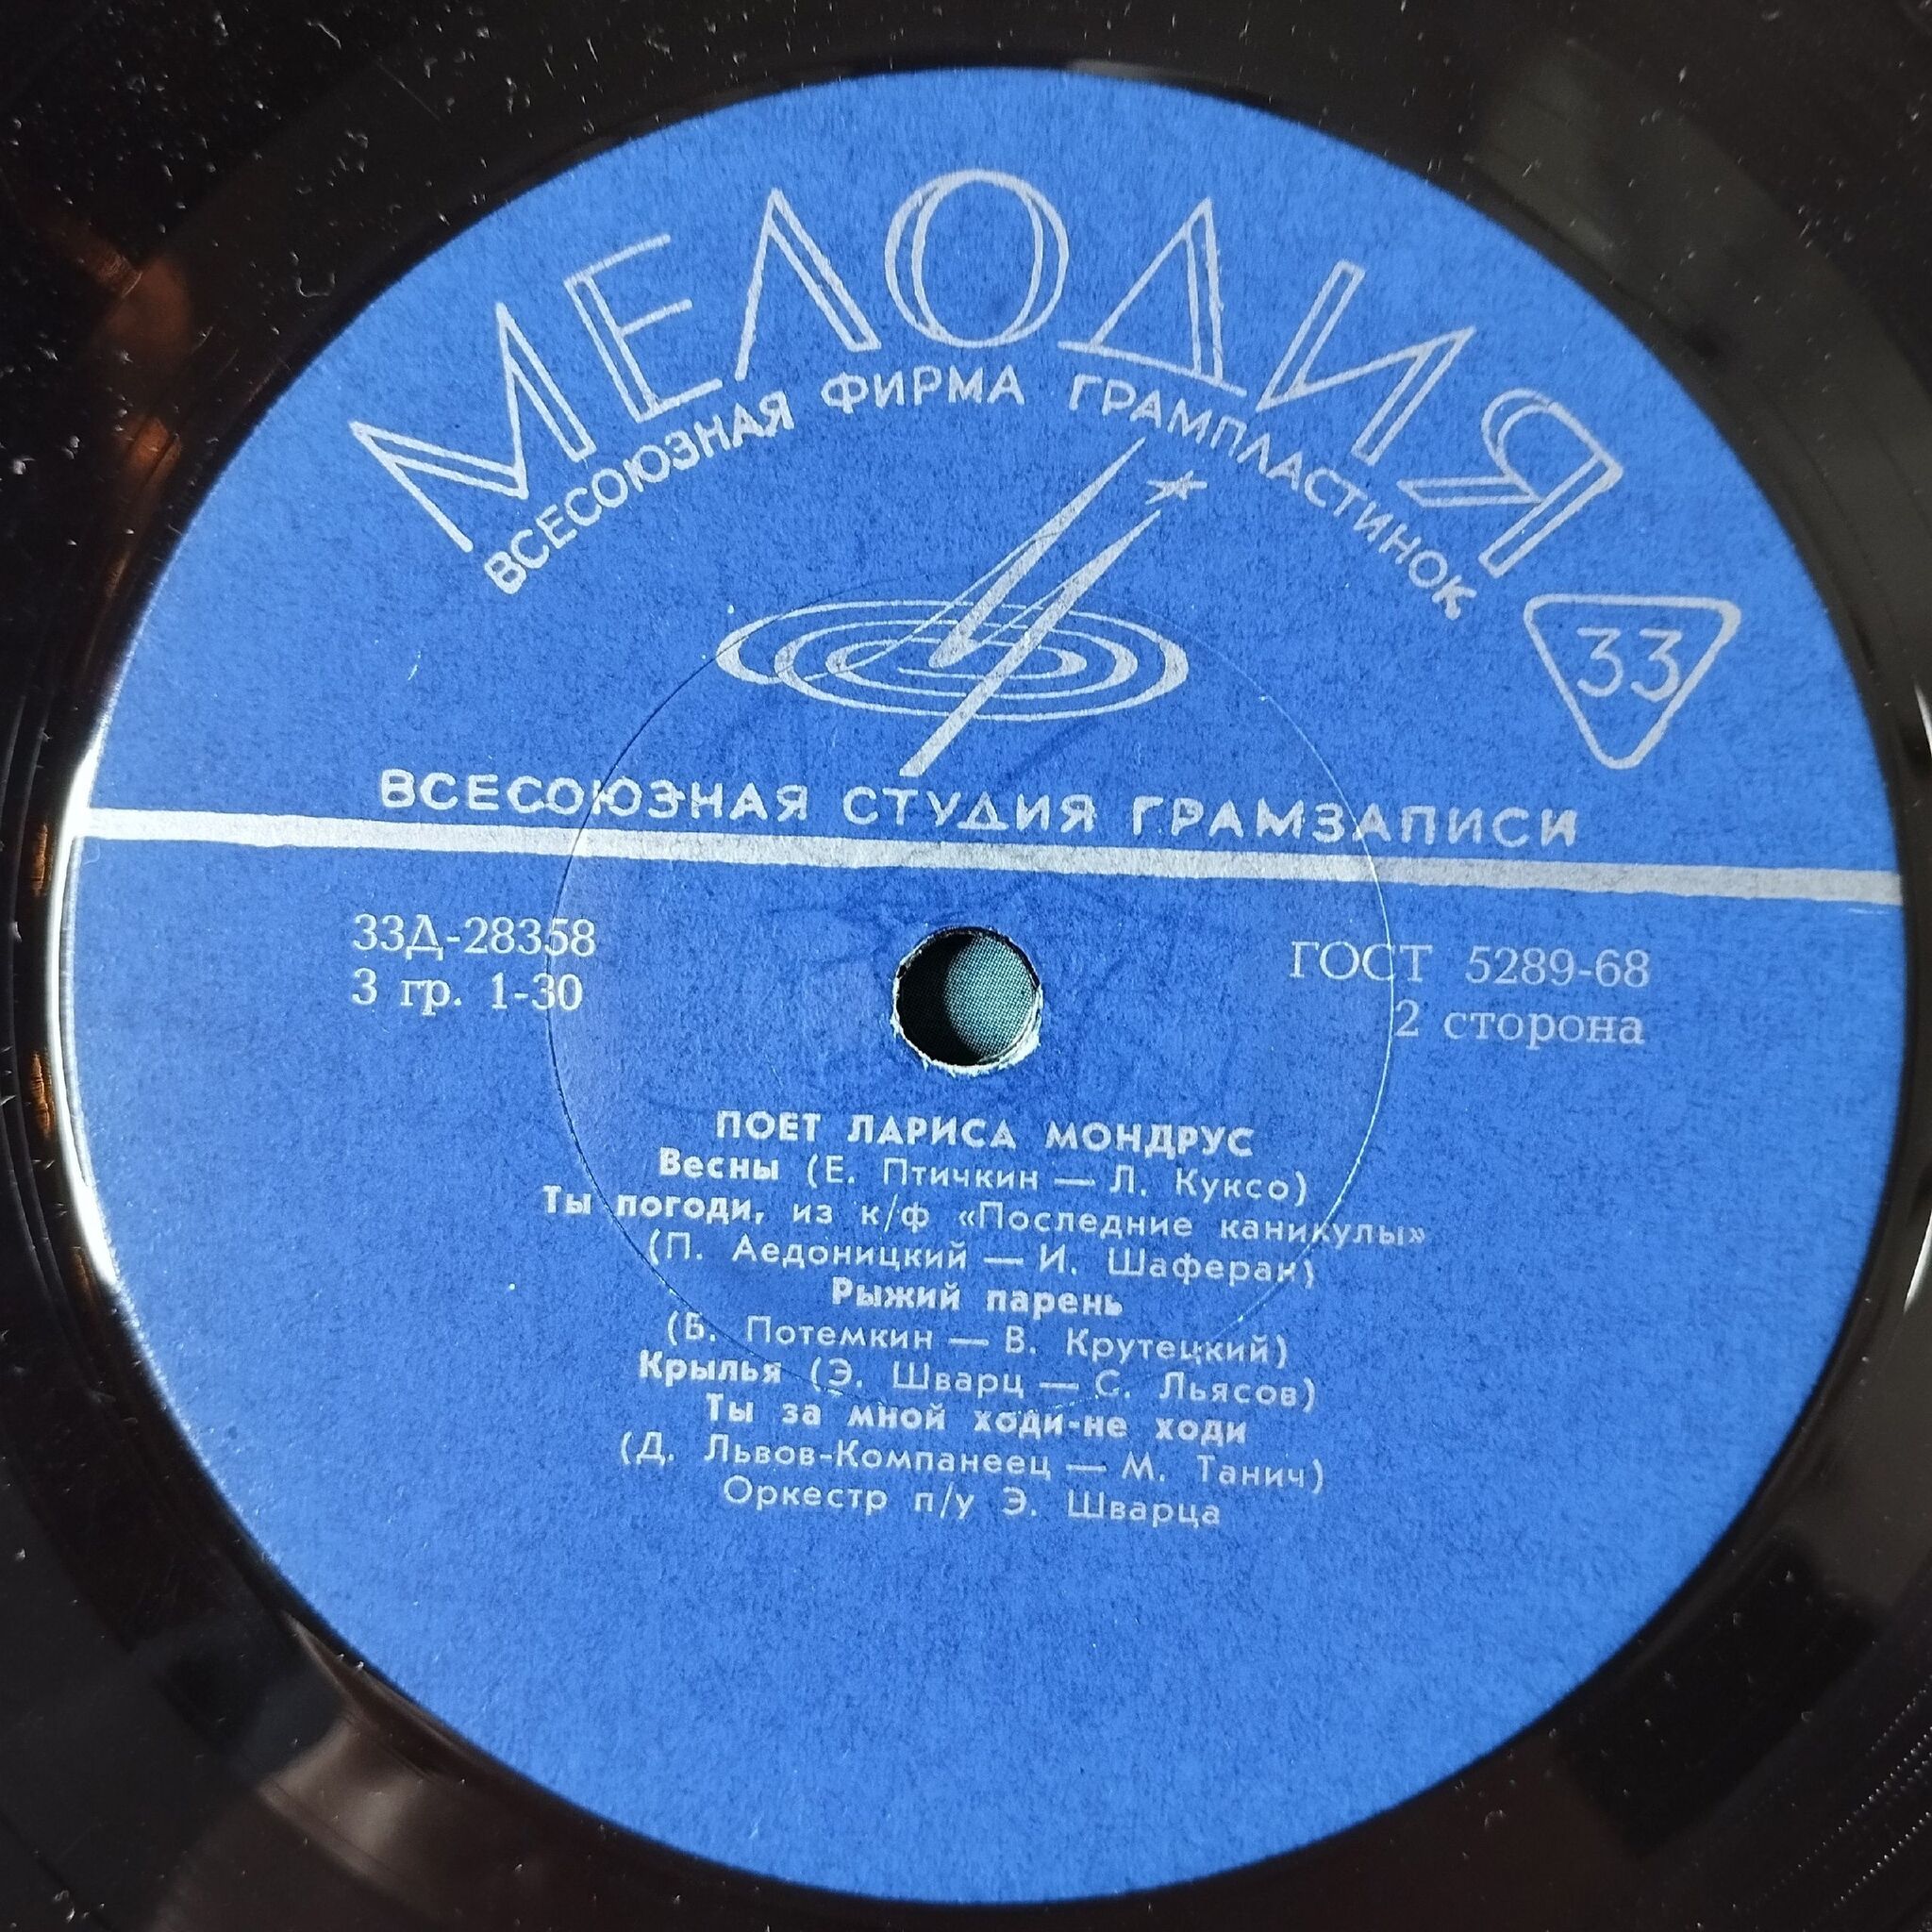 МЕЛОДИЯ
ВСЕСОЮЗНАЯ ФИРМА ГРАМПЛАСТИНОК
33
ВСЕСОЮЗНАЯ СТУДИЯ ГРАМЗАПИСИ
33Д-28358
3 гр. 1-30
ГОСТ 5289-68
2 сторона
ПОЕТ ЛАРИСА МОНДРУС
Весны (Е. Птичкин — Л. Куксо)
Ты погоди, из к/ф «Последние каникулы»
(П. Аедоницкий — И. Шаферан)
Рыжий парень
(Б. Потемкин — В. Крутецкий)
Крылья (Э. Шварц — С. Льясов)
Ты за мной ходи-не ходи
(Д. Львов-Компанеец — М. Танич)
Оркестр п/у Э. Шварца